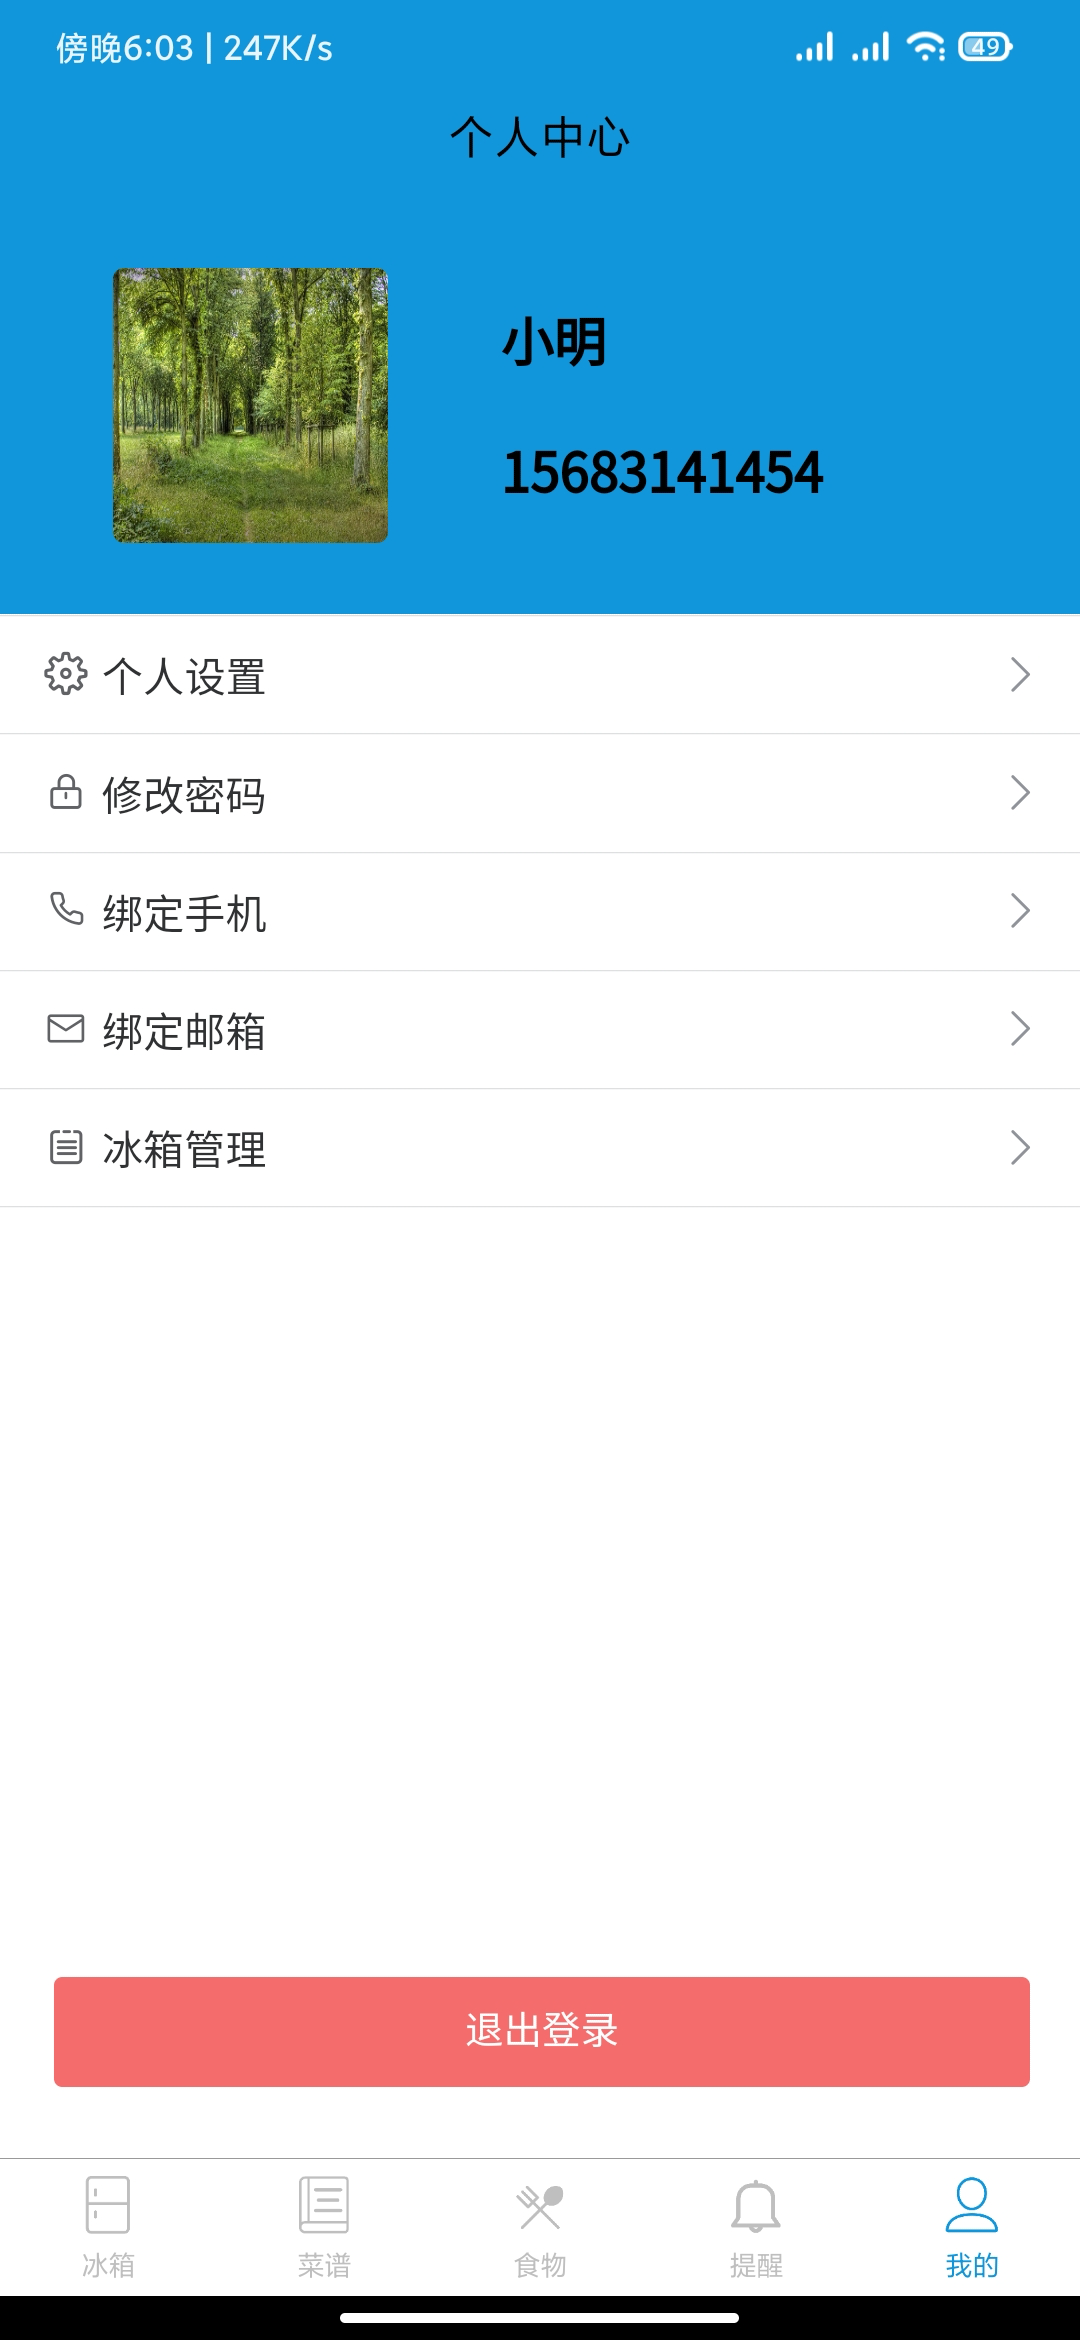 傍晚6:03 | 247K/s
49
个人中心
小明
15683141454
个人设置
修改密码
绑定手机
绑定邮箱
冰箱管理
退出登录
冰箱
菜谱
食物
提醒
我的